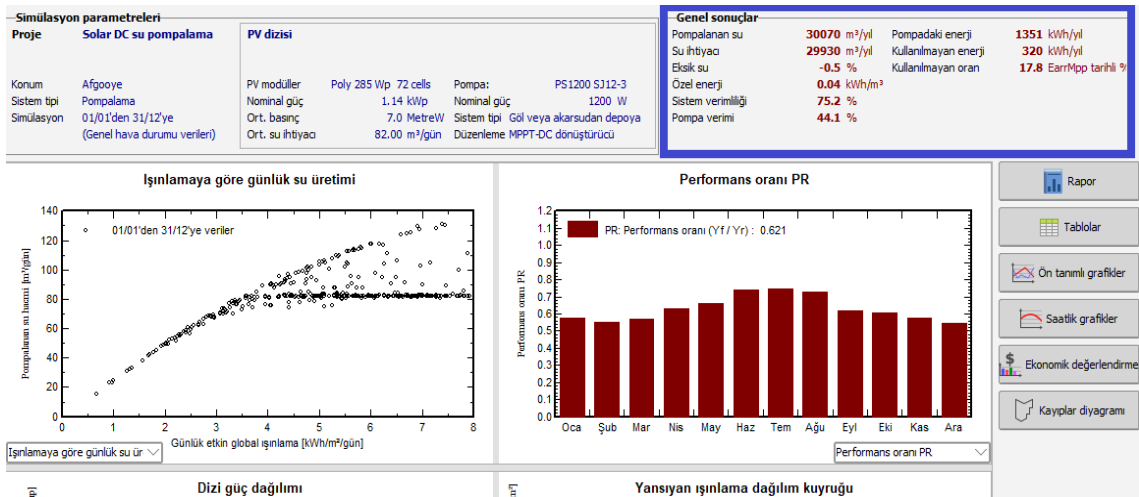 Simülasyon parametreleri
Proje Solar DC su pompalama
Konum Afgooye
Sistem tipi Pompalama
Simülasyon 01/01'den 31/12'ye
(Genel hava durumu verileri)
PV dizisi
PV modüller Poly 285 Wp 72 cells Pompa: PS1200 SJ12-3
Nominal güç 1.14 kWp Nominal güç 1200 W
Ort. basınç 7.0 MetreW Sistem tipi Göl veya akarsudan depoya
Ort. su ihtiyacı 82.00 m³/gün Düzenleme MPPT-DC dönüştürücü
Genel sonuçlar
Pompalanan su 30070 m³/yıl Pompadaki enerji 1351 kWh/yıl
Su ihtiyacı 29930 m³/yıl Kullanılmayan enerji 320 kWh/yıl
Eksik su -0.5 % Kullanılmayan oran 17.8 EarrMpp tarihli %
Özel enerji 0.04 kWh/m³
Sistem verimliliği 75.2 %
Pompa verimi 44.1 %
Işınlamaya göre günlük su üretimi
01/01'den 31/12'ye veriler
Pompalanan su hacmi [m³/gün]
140
120
100
80
60
40
20
0
0 1 2 3 4 5 6 7 8
Günlük etkin global ışınlama [kWh/m²/gün]
Işınlamaya göre günlük su ür
Performans oranı PR
PR: Performans oranı (Yf / Yr) : 0.621
Performans oranı PR
1.2
1.1
1.0
0.9
0.8
0.7
0.6
0.5
0.4
0.3
0.2
0.1
0.0
Oca Şub Mar Nis May Haz Tem Ağu Eyl Eki Kas Ara
Performans oranı PR
Rapor
Tablolar
Ön tanımlı grafikler
Saatlik grafikler
Ekonomik değerlendirme
Kayıplar diyagramı
Dizi güç dağılımı
Yansıyan ışınlama dağılım kuyruğu